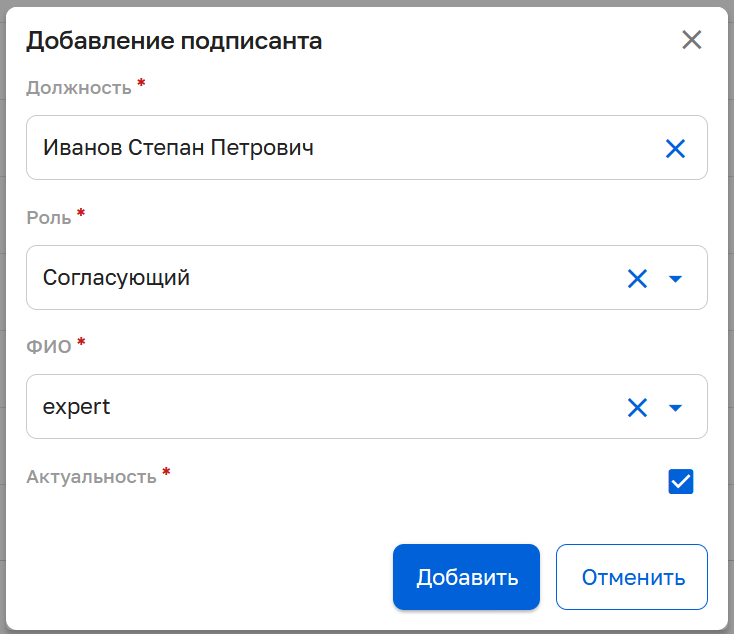 Добавление подписанта
Должность *
Иванов Степан Петрович
Роль *
Согласующий
ФИО *
expert
Актуальность *
Добавить
Отменить